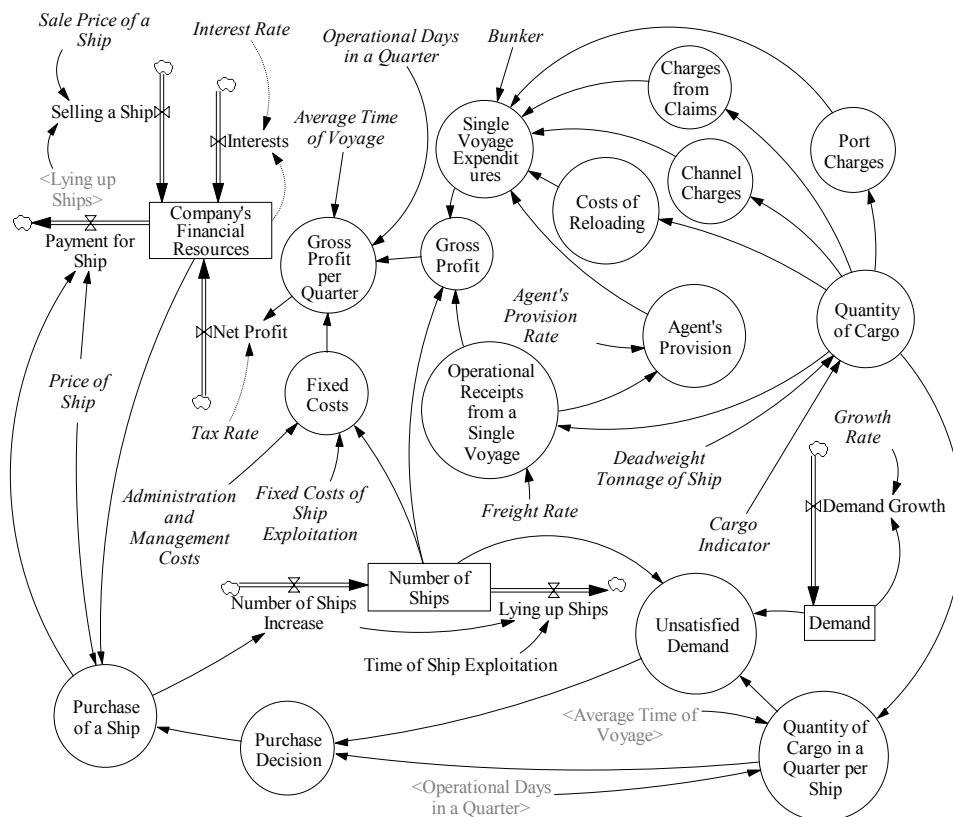 Sale Price of a
Ship
Interest Rate
Operational Days
in a Quarter
Bunker
Charges
from
Claims
Selling a Ship
Interests
Average Time
of Voyage
Single
Voyage
Expendit
ures
Port
Charges
Channel
Charges
<Lying up
Ships>
Costs of
Reloading
Company's
Financial
Resources
Payment for
Ship
Gross
Profit
per
Quarter
Gross
Profit
Agent's
Provision
Rate
Quantity
of Cargo
Net Profit
Agent's
Provision
Price of
Ship
Fixed
Costs
Operational
Receipts
from a
Single
Voyage
Tax Rate
Growth
Rate
Deadweight
Tonnage of Ship
Administration
and
Management
Costs
Fixed Costs of
Ship
Exploitation
Freight Rate
Cargo
Indicator
Demand Growth
Number of Ships
Increase
Number of
Ships
Lying up Ships
Unsatisfied
Demand
Demand
Time of Ship Exploitation
Purchase
of a Ship
Purchase
Decision
<Average Time of
Voyage>
Quantity of
Cargo in a
Quarter per
Ship
<Operational Days
in a Quarter>